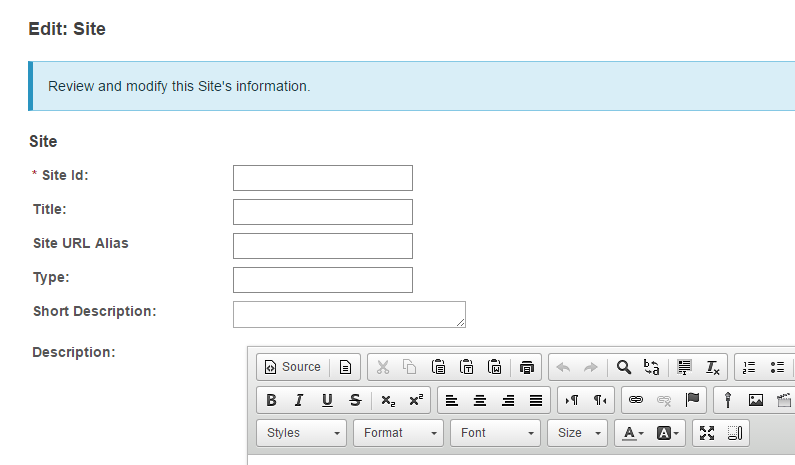 Edit: Site
Review and modify this Site's information.
Site
* Site Id:
Title:
Site URL Alias
Type:
Short Description:
Description:
Source
Styles Format Font Size